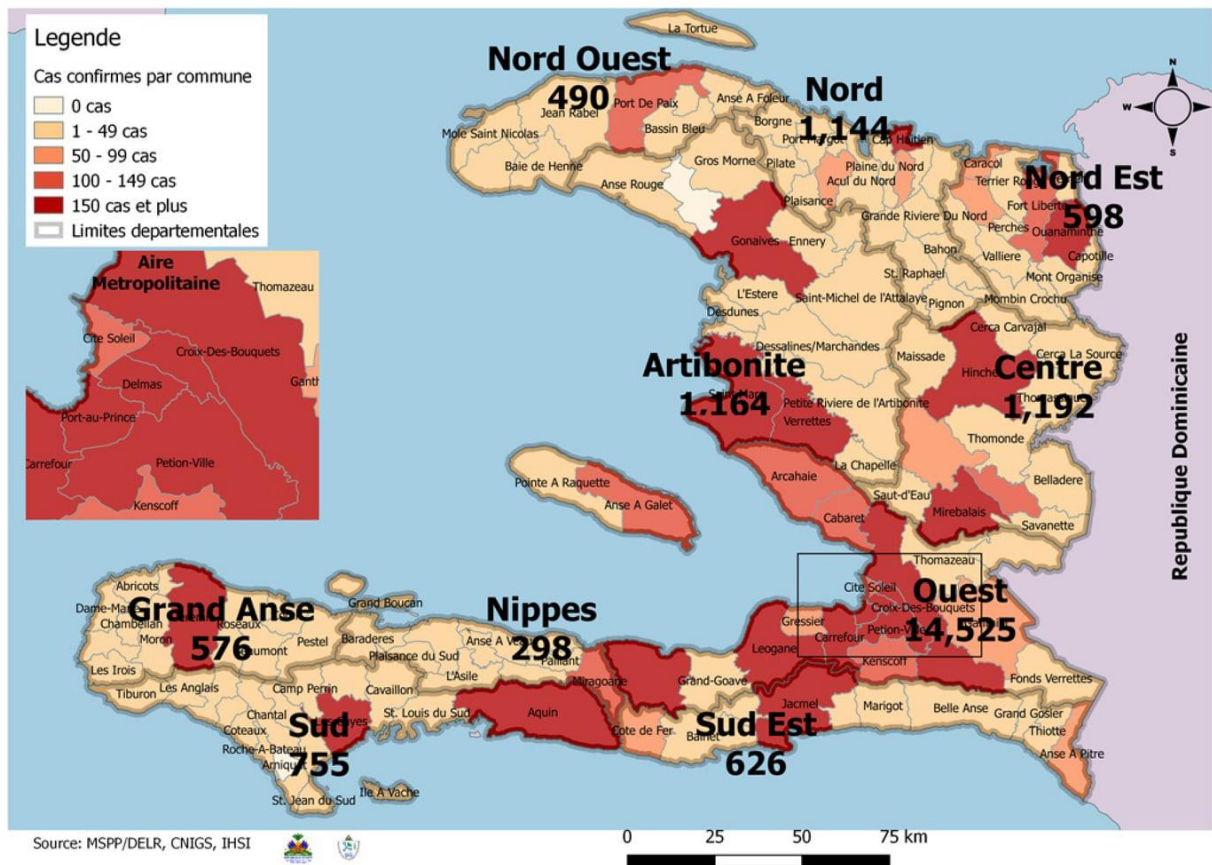 Legende
Cas confirmes par commune
0 cas
1 - 49 cas
50 - 99 cas
100 - 149 cas
150 cas et plus
Limites departementales
Aire
Metropolitaine
Thomazeau
Cite Soleil
Croix-Des-Bouquets
Delmas
Port-au-Prince
Carrefour
Petion-Ville
Kenscoff
La Tortue
Nord Ouest
490
Port De Paix
Jean Rabel
Anse A Foleur
Bassin Bleu
Mole Saint Nicolas
Baie de Henne
Nord
1,144
Borgne
Cap Haitien
Pilate
Plaine du Nord
Acul du Nord
Plaisance
Grande Riviere Du Nord
Bahon
St. Raphael
Pignon
Nord Est
598
Caracol
Fort Liberte
Perches
Ouanaminthe
Capotille
Valliere
Mont Organise
Mombin Crochu
Gros Morne
Anse Rouge
Gonaives
Ennery
Saint-Michel de l'Attalaye
L'Estere
Desdunes
Dessalines/Marchandes
Artibonite
1.164
Petite Riviere de l'Artibonite
Verrettes
La Chapelle
Cerca Carvajal
Maissade
Cerca La Source
Centre
1,192
Thomonde
Belladere
Saut-d'Eau
Mirebalais
Savanette
Arcahaie
Cabaret
Pointe A Raquette
Anse A Galet
Thomazeau
Cite Soleil
Ouest
14,525
Croix-Des-Bouquets
Gressier
Petion-Ville
Carrefour
Leogane
Kenscoff
Fonds Verrettes
Grand-Goave
Abricots
Grand Anse
576
Chambellan
Moron
Roseaux
Pestel
Les Irois
Nippes
298
Grand Boucan
Baraderes
Plaisance du Sud
L'Asile
Paillant
Miragoane
Tiburon
Les Anglais
Camp Perrin
Cavaillon
Chantal
Coteaux
St. Louis du Sud
Aquin
Sud
755
Roche-A-Bateau
St. Jean du Sud
Ile A Vache
Cote de Fer
Sud Est
626
Bainet
Jacmel
Marigot
Belle Anse
Grand Gosier
Thiotte
Anse A Pitre
Republique Dominicaine
N
W
E
S
Source: MSPP/DELR, CNIGS, IHSI
0 25 50 75 km